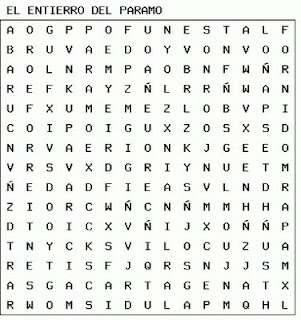 EL ENTIERRO DEL PARAMO
A O G P P O F U N E S T A L F
B R U V A E D O Y V O N V O O
A O L N R M P A O B N F W Ñ R
R E F K A Y Z Ñ L R R Ñ W A N
U F X U M E M E Z L O B V P I
C O I P O I G U X Z O S X S D
N R V A E R I O N K J G E E O
V R S V X D G R I Y N U E T M
Ñ E D A D F I E A S V L N D R
Z I O R C W Ñ C N Ñ M M H H A
D T O I C X V Ñ I J X O Ñ Ñ P
T N Y C K S V I L O C U Z U A
R E T I S F J Q R S N J J S M
A S G A C A R T A G E N A T X
R W O M S I D U L A P M Q H L